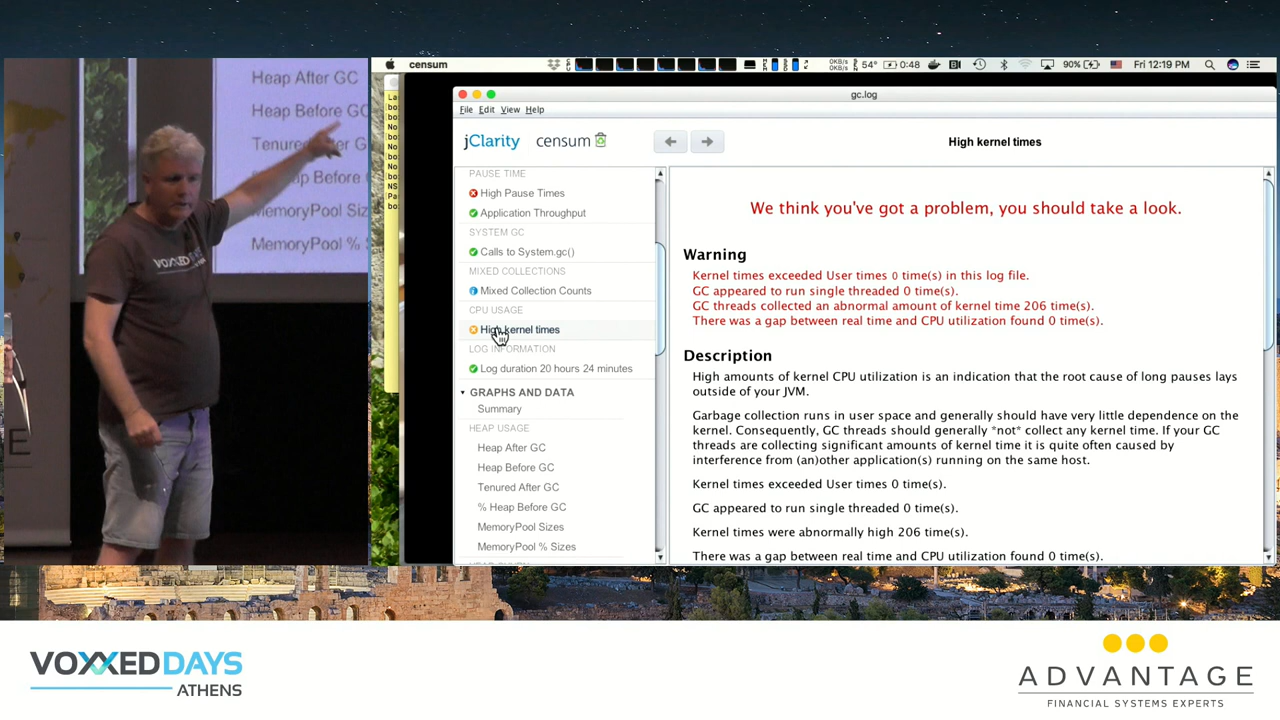 Heap After GC
Heap Before GC
Tenured After G
Heap Before
MemoryPool Siz
MemoryPool %
VOXXED DAYS
censum
0KB/s
0KB/s
54°
0:48
90%
Fri 12:19 PM
gc.log
File Edit View Help
jClarity censum
High kernel times
PAUSE TIME
High Pause Times
Application Throughput
SYSTEM GC
Calls to System.gc()
MIXED COLLECTIONS
Mixed Collection Counts
CPU USAGE
High kernel times
LOG INFORMATION
Log duration 20 hours 24 minutes
GRAPHS AND DATA
Summary
HEAP USAGE
Heap After GC
Heap Before GC
Tenured After GC
% Heap Before GC
MemoryPool Sizes
MemoryPool % Sizes
We think you've got a problem, you should take a look.
Warning
Kernel times exceeded User times 0 time(s) in this log file.
GC appeared to run single threaded 0 time(s).
GC threads collected an abnormal amount of kernel time 206 time(s).
There was a gap between real time and CPU utilization found 0 time(s).
Description
High amounts of kernel CPU utilization is an indication that the root cause of long pauses lays
outside of your JVM.
Garbage collection runs in user space and generally should have very little dependence on the
kernel. Consequently, GC threads should generally *not* collect any kernel time. If your GC
threads are collecting significant amounts of kernel time it is quite often caused by
interference from (an)other application(s) running on the same host.
Kernel times exceeded User times 0 time(s).
GC appeared to run single threaded 0 time(s).
Kernel times were abnormally high 206 time(s).
There was a gap between real time and CPU utilization found 0 time(s).
VOXXED DAYS
ATHENS
ADVANTAGE
FINANCIAL SYSTEMS EXPERTS